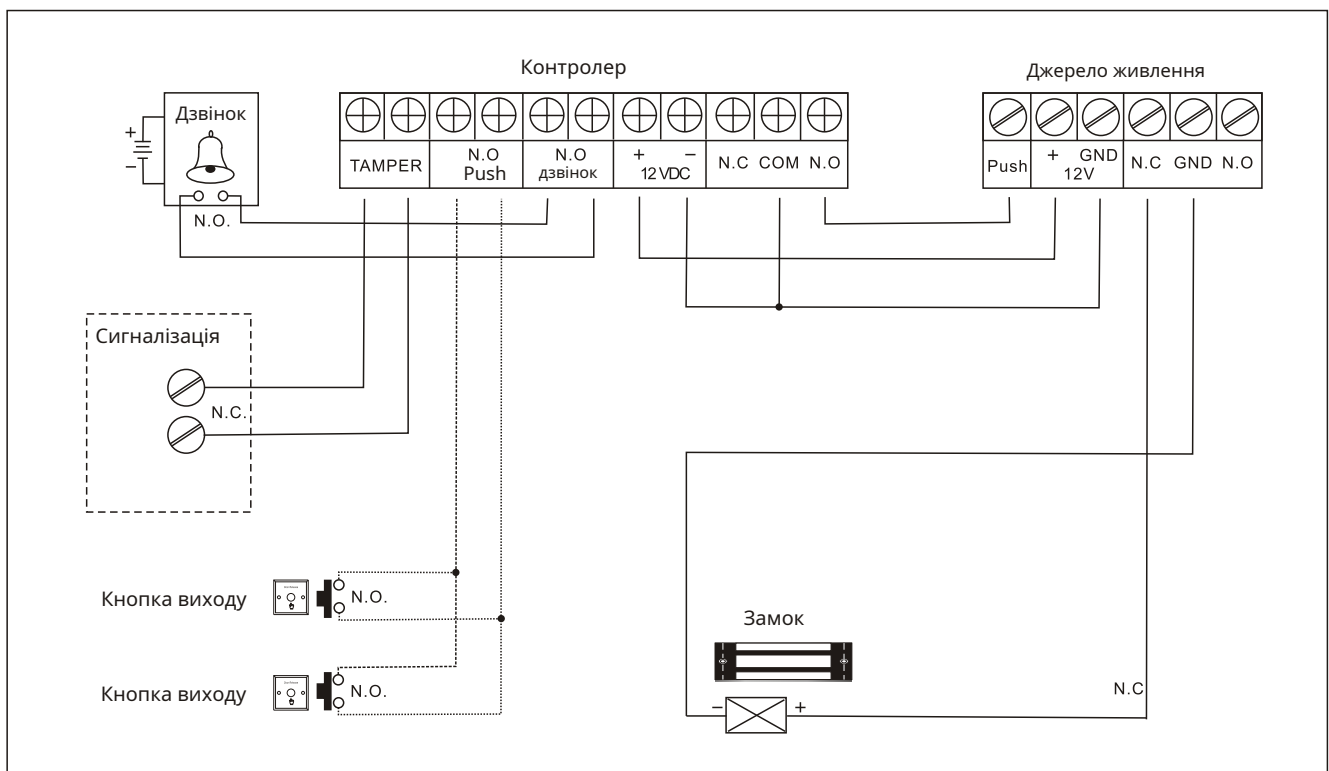 Контролер
Джерело живлення
Дзвінок
+
−
N.O.
TAMPER
N.O
Push
N.O
дзвінок
+ −
12 VDC
N.C COM N.O
Push
+ GND
12V
N.C GND N.O
Сигналізація
N.C.
Кнопка виходу
N.O.
Кнопка виходу
N.O.
Замок
− +
N.C